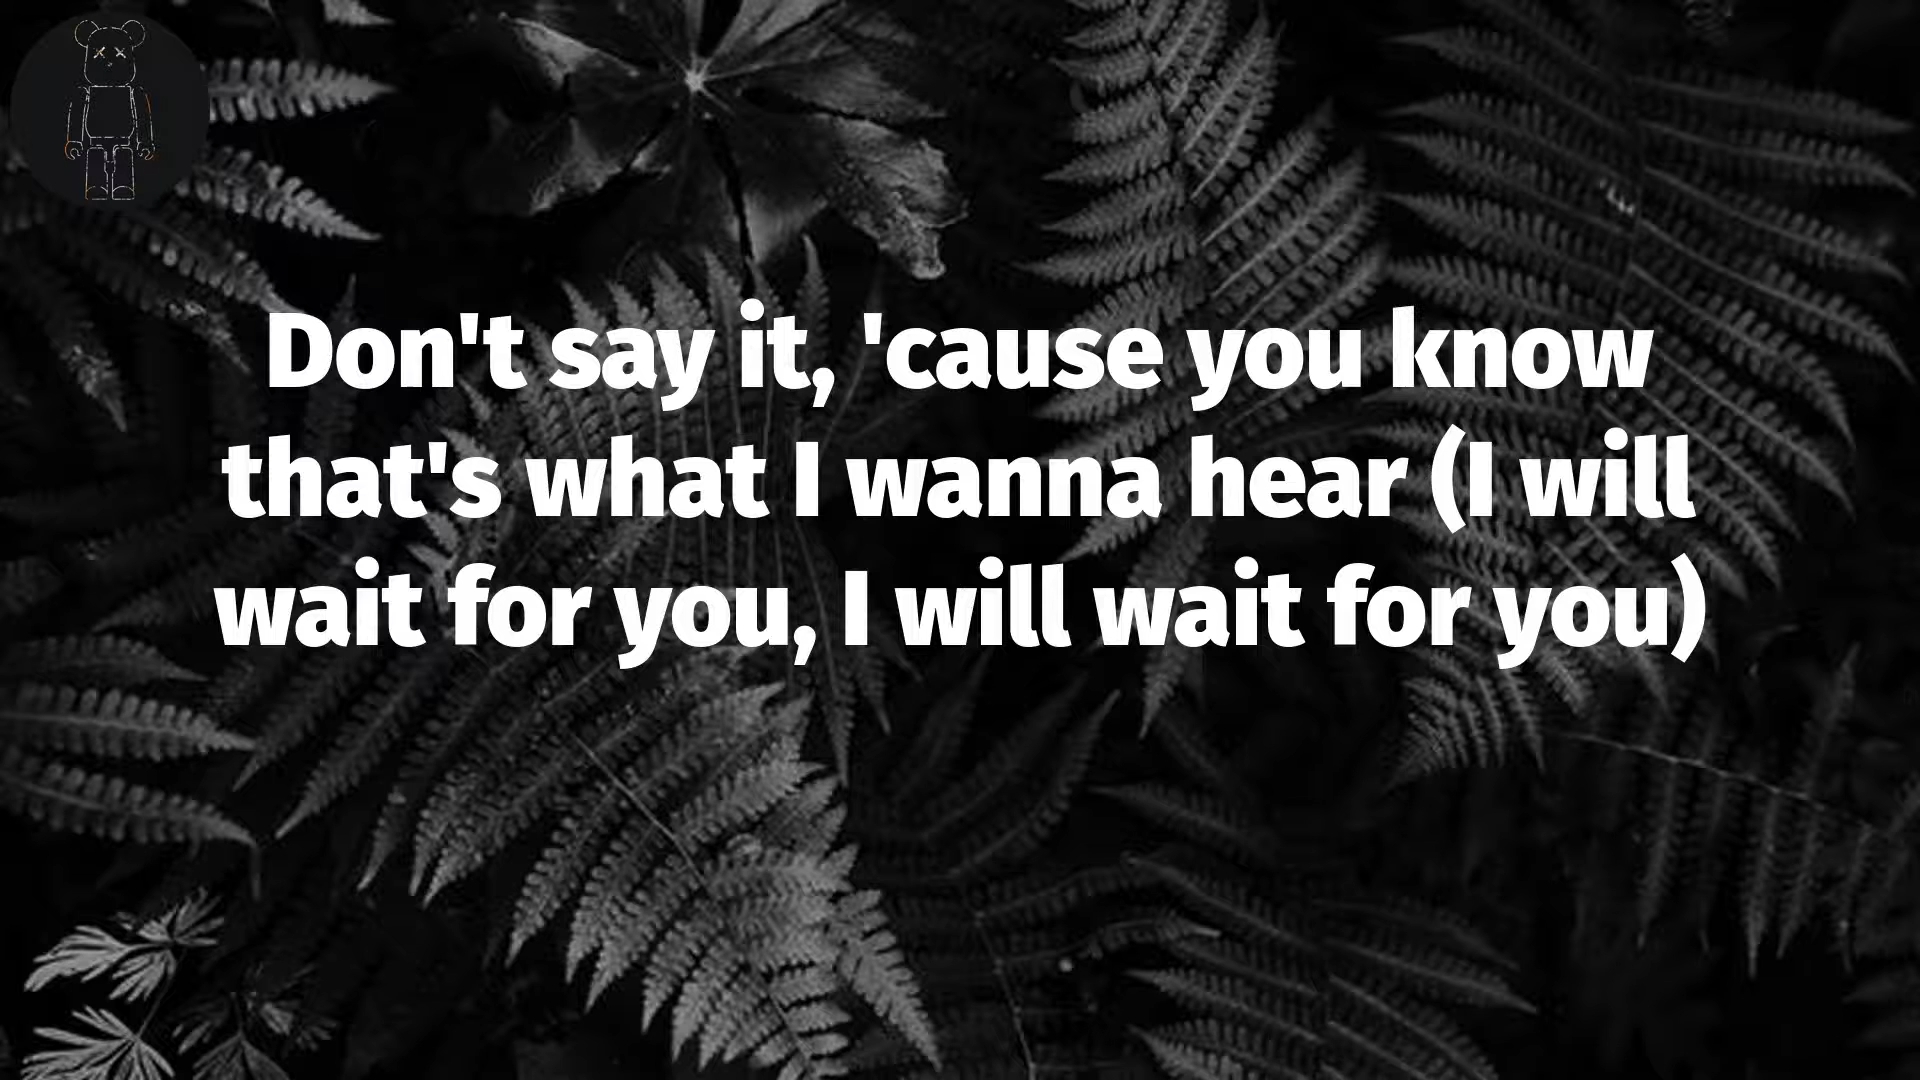 Don't say it, 'cause you know
that's what I wanna hear (I will
wait for you, I will wait for you)